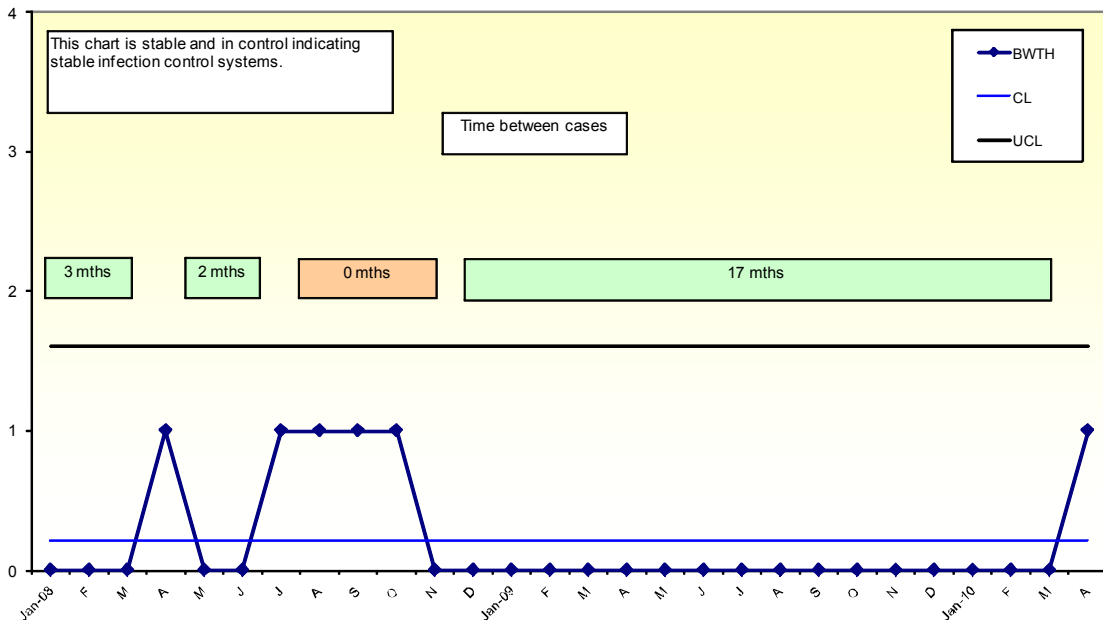 4
This chart is stable and in control indicating
stable infection control systems.
BWTH
CL
UCL
Time between cases
3
3 mths
2 mths
0 mths
17 mths
2
1
0
Jan-08 F M A M J J A S O N D Jan-09 F M A M J J A S O N D Jan-10 F M A